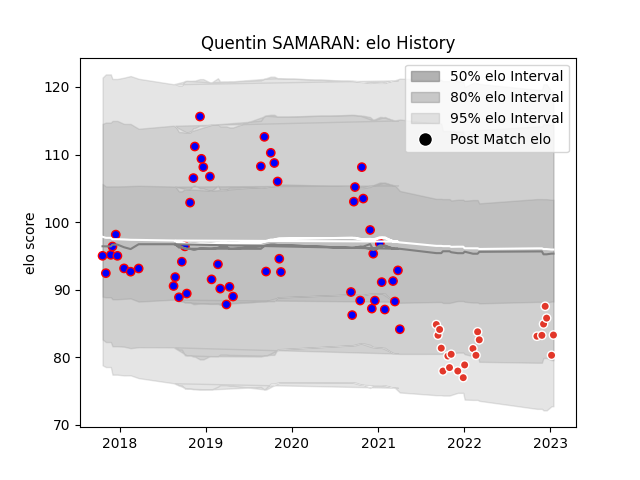 Quentin SAMARAN: elo History
50% elo Interval
80% elo Interval
95% elo Interval
Post Match elo
elo score
120
110
100
90
80
70
2018 2019 2020 2021 2022 2023